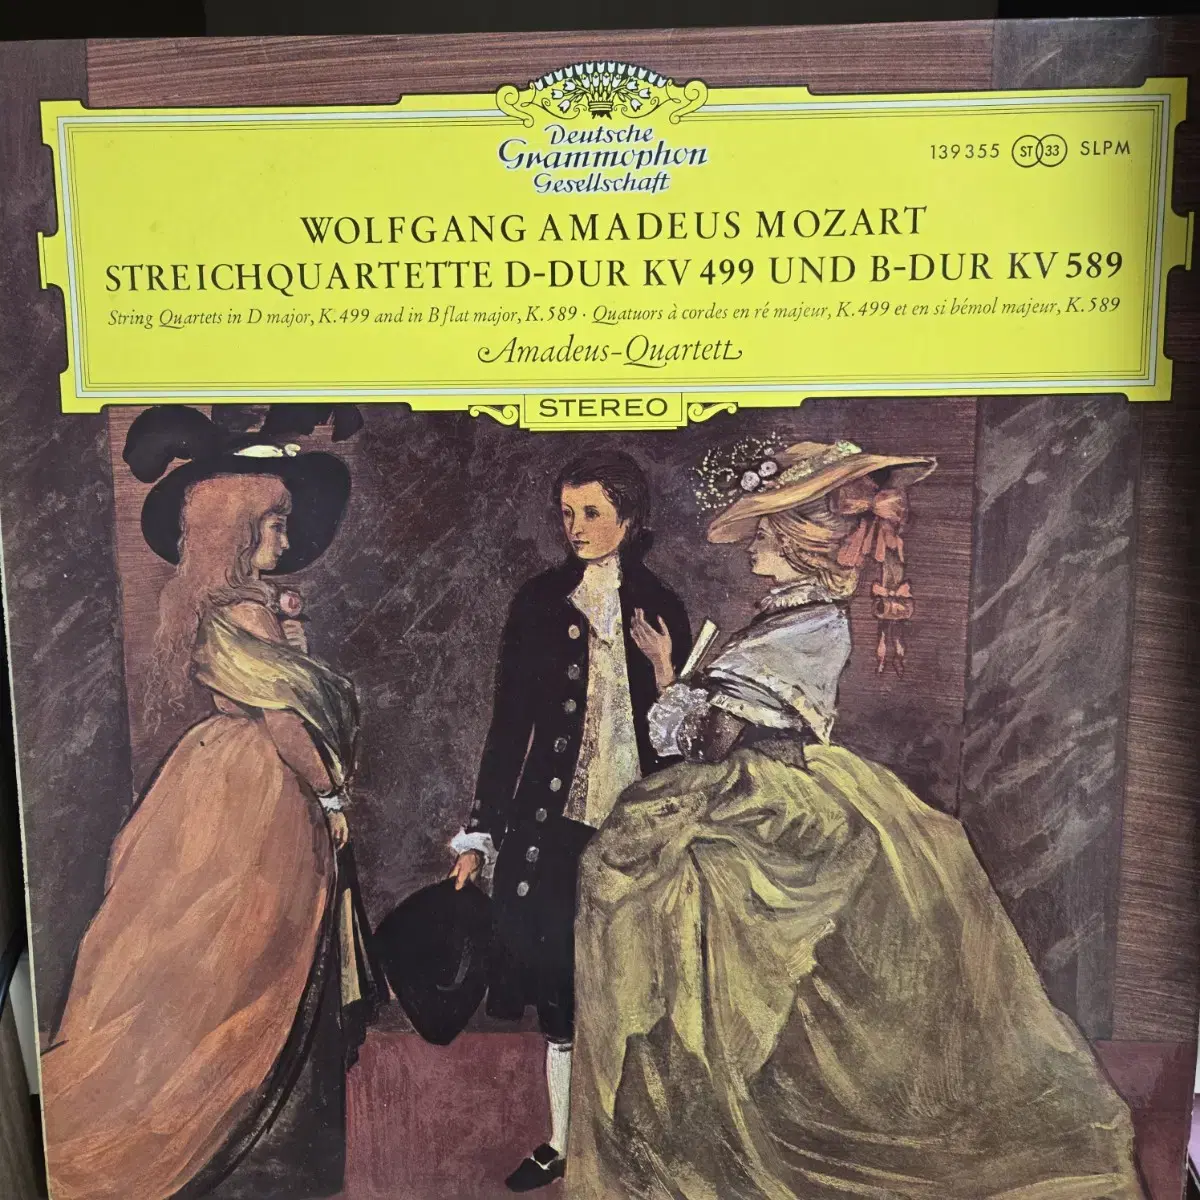 Deutsche
Grammophon
Gesellschaft
139355 ST 33 SLPM
WOLFGANG AMADEUS MOZART
STREICHQUARTETTE D-DUR KV 499 UND B-DUR KV 589
String Quartets in D major, K. 499 and in B flat major, K. 589 · Quatuors à cordes en ré majeur, K. 499 et en si bémol majeur, K. 589
Amadeus-Quartett
STEREO